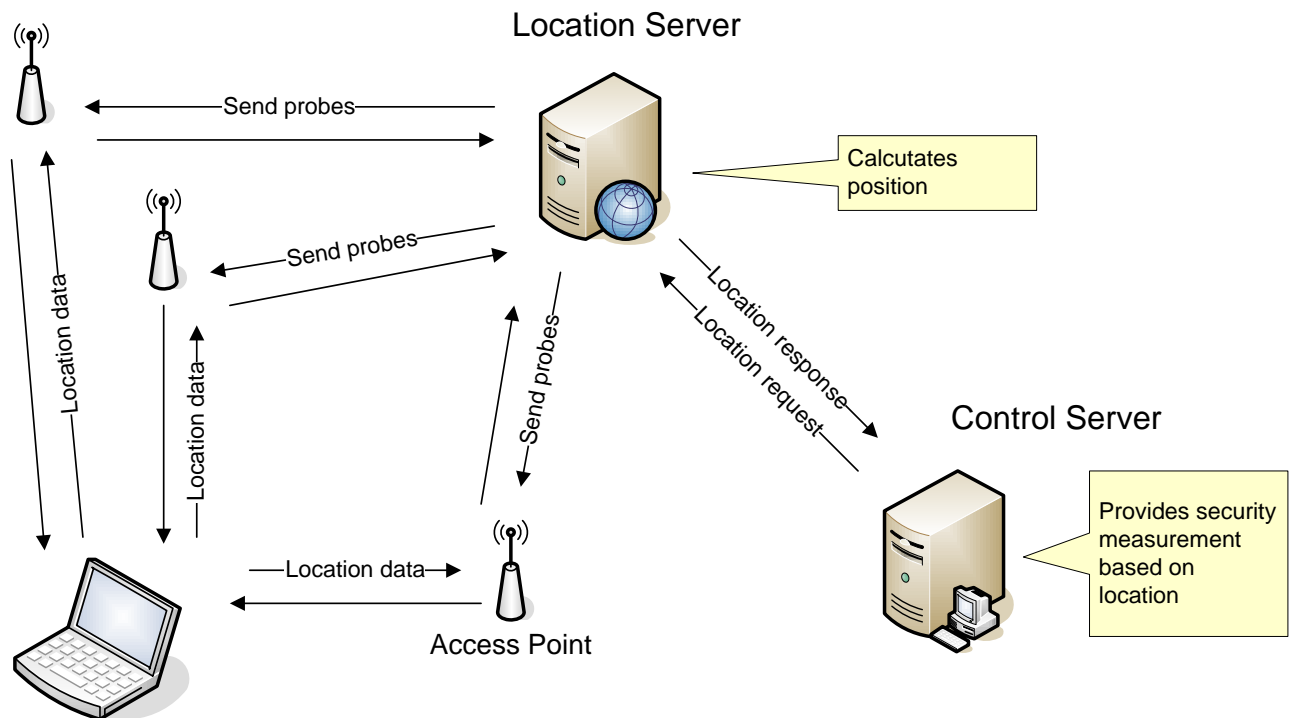 Location Server
Send probes
Calcutates
position
Send probes
Location data
Location data
Send probes
Location response
Location request
Control Server
Provides security
measurement
based on
location
Location data
Access Point